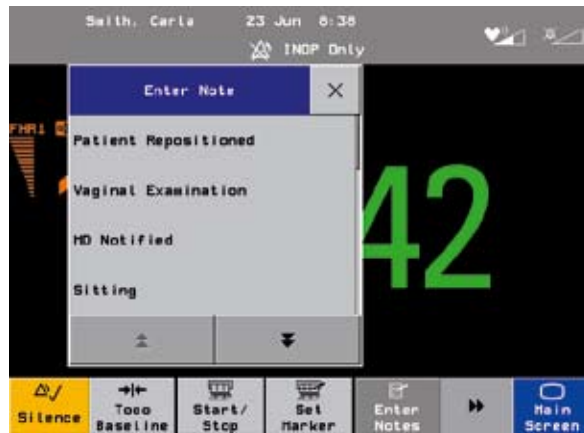 Smith, Carla 23 Jun 8:38
INOP Only
Enter Note
FHR1
Patient Repositioned
Vaginal Examination
MD Notified
Sitting
42
Silence
Toco Baseline
Start/ Stop
Set Marker
Enter Notes
Main Screen